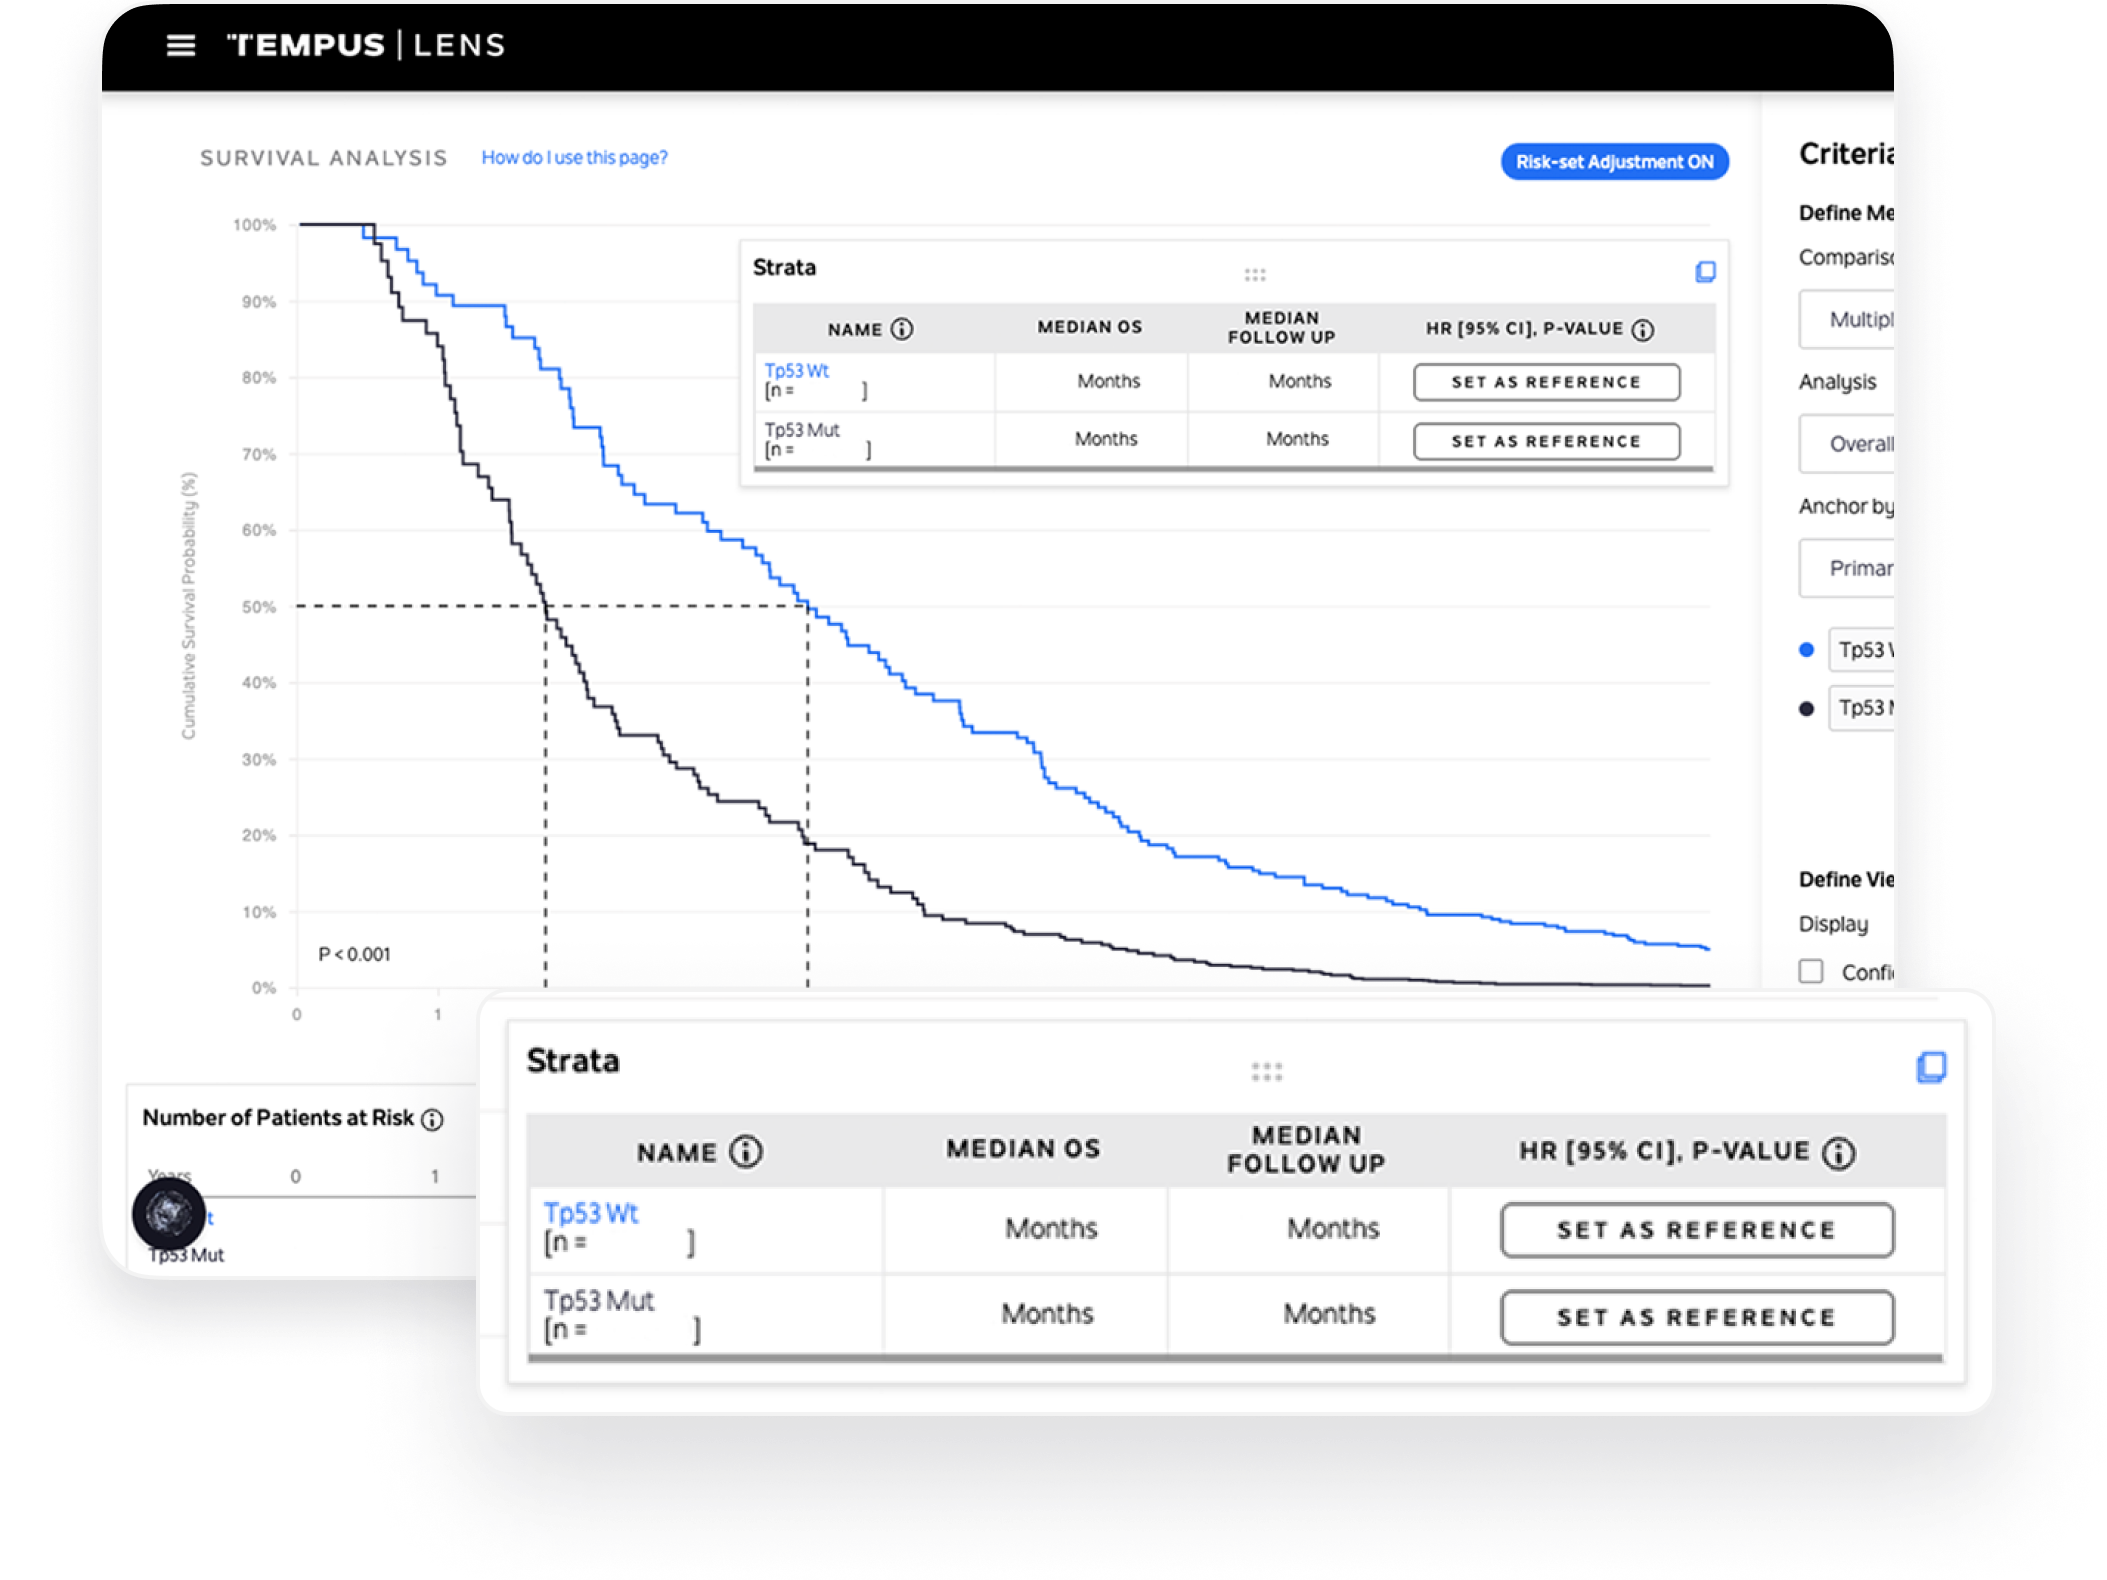 TEMPUS | LENS
SURVIVAL ANALYSIS How do I use this page?
Risk-set Adjustment ON
Cumulative Survival Probability (%)
100%
90%
80%
70%
60%
50%
40%
30%
20%
10%
0%
P < 0.001
0 1
Strata
NAME MEDIAN OS MEDIAN FOLLOW UP HR [95% CI], P-VALUE
Tp53 Wt
[n = ]
Months Months SET AS REFERENCE
Tp53 Mut
[n = ]
Months Months SET AS REFERENCE
Criteria
Define Me
Compariso
Multipl
Analysis
Overall
Anchor by
Primar
Tp53 W
Tp53 M
Define Vie
Display
Confi
Number of Patients at Risk
Years 0 1
t
Tp53 Mut
Strata
NAME MEDIAN OS MEDIAN FOLLOW UP HR [95% CI], P-VALUE
Tp53 Wt
[n = ]
Months Months SET AS REFERENCE
Tp53 Mut
[n = ]
Months Months SET AS REFERENCE